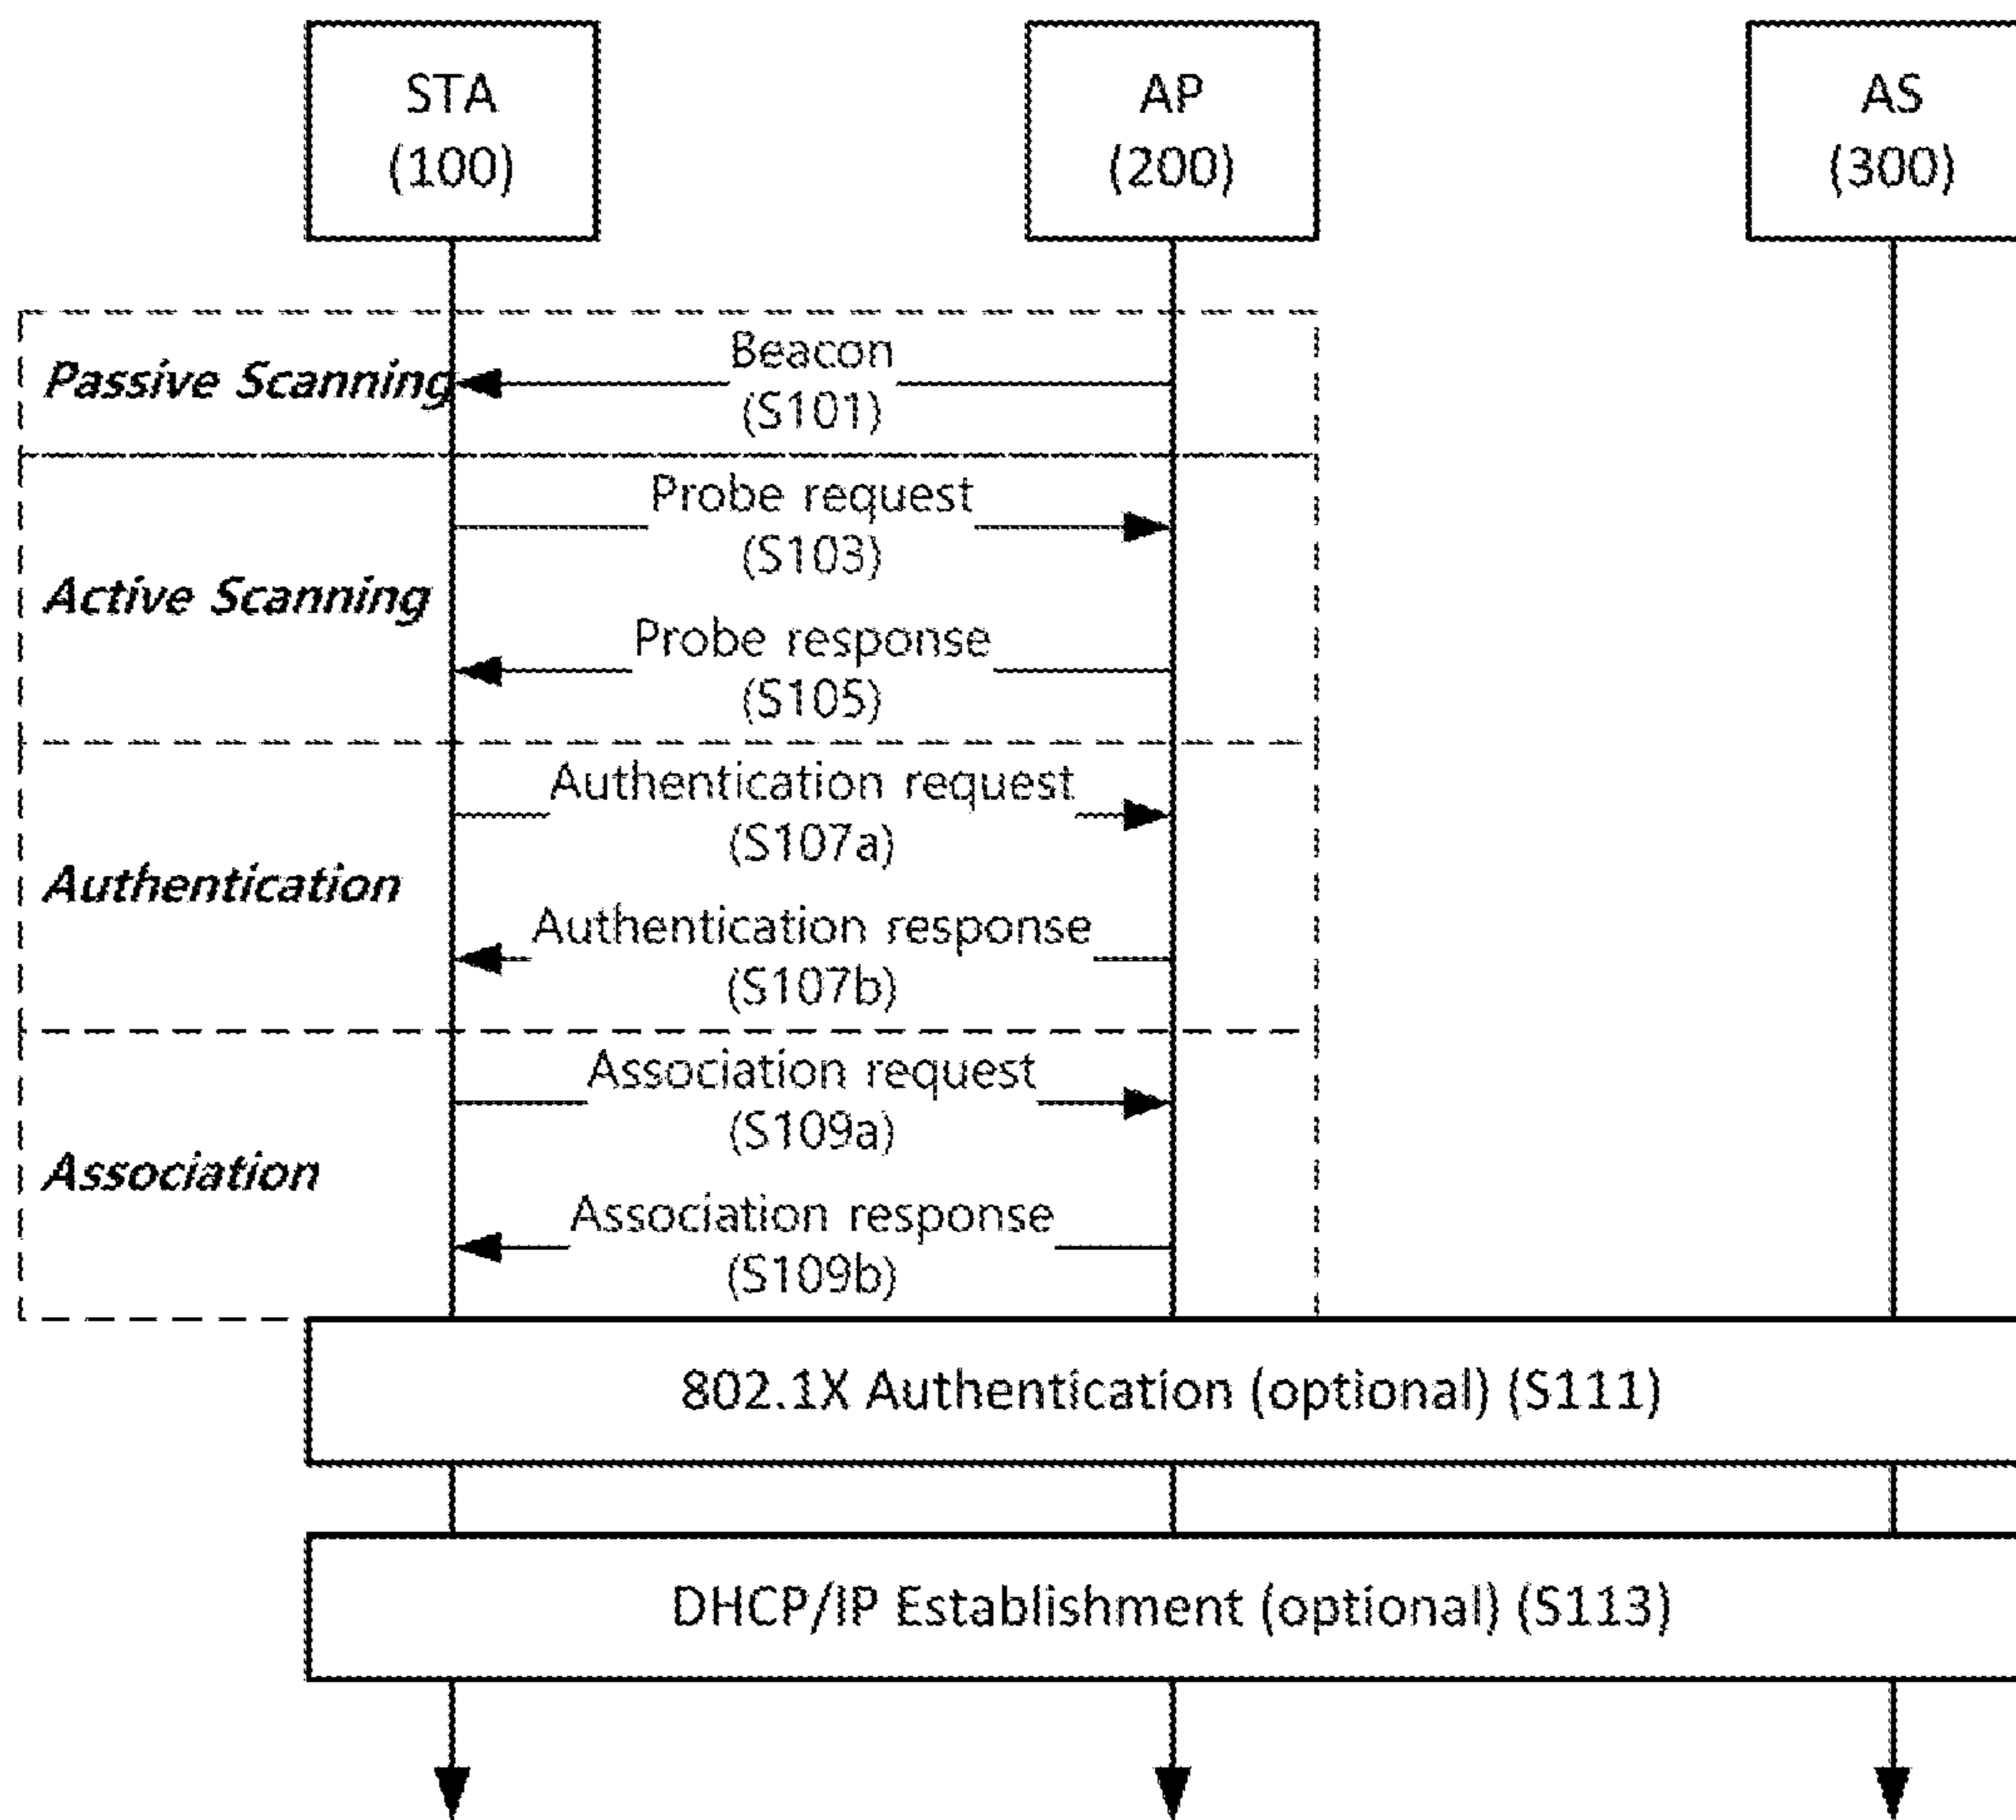 STA
(100)
AP
(200)
AS
(300)
Passive Scanning
Beacon
(S101)
Active Scanning
Probe request
(S103)
Probe response
(S105)
Authentication
Authentication request
(S107a)
Authentication response
(S107b)
Association
Association request
(S109a)
Association response
(S109b)
802.1X Authentication (optional) (S111)
DHCP/IP Establishment (optional) (S113)